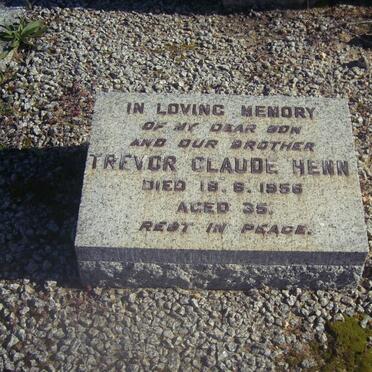 IN LOVING MEMORY
OF MY DEAR SON
AND OUR BROTHER
TREVOR CLAUDE HENN
DIED 18. 6. 1956
AGED 35.
REST IN PEACE.